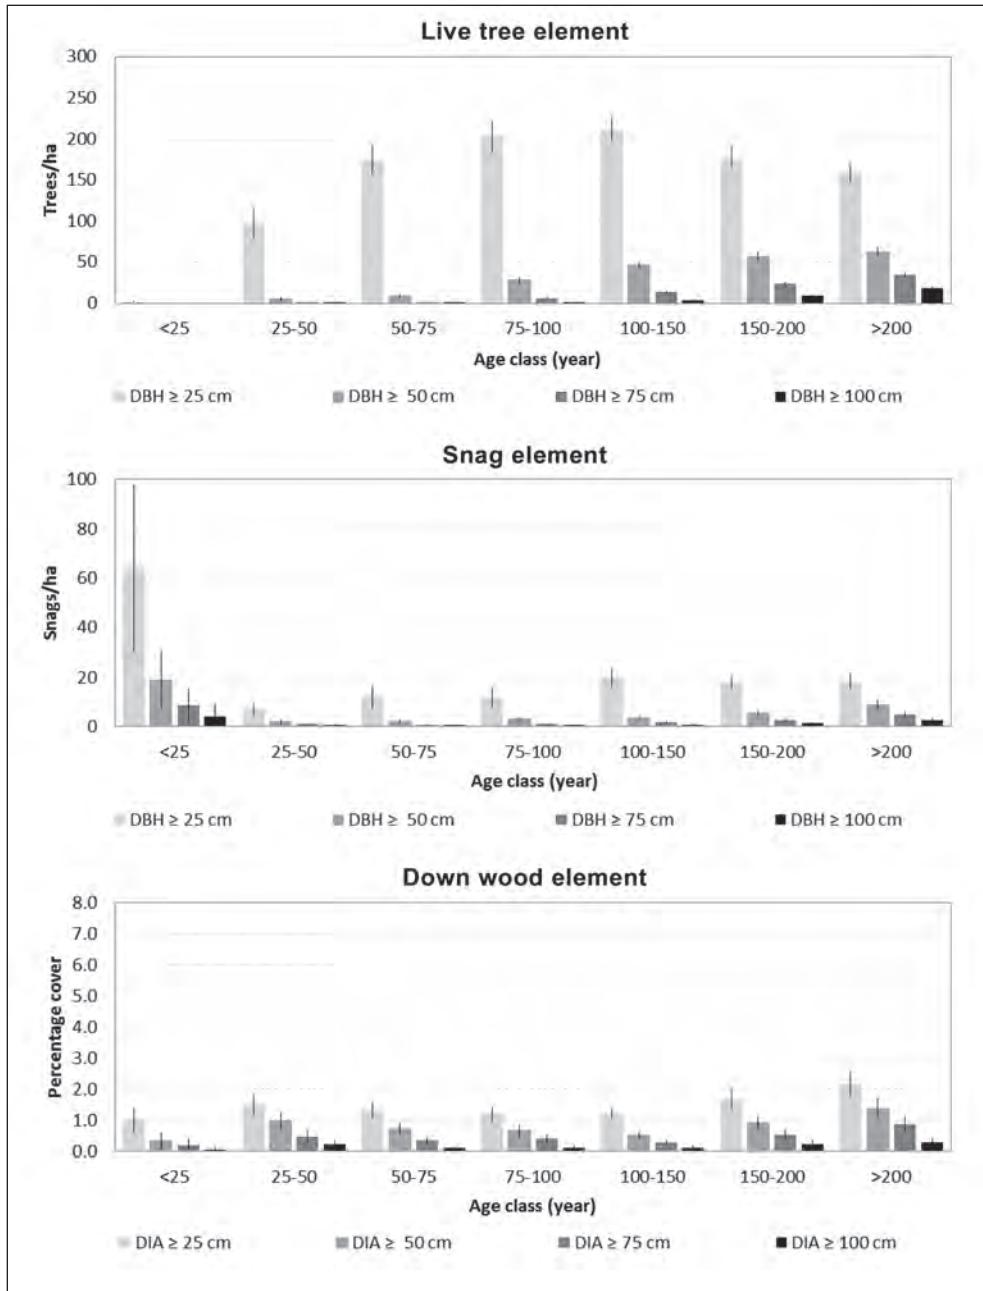 Live tree element
300
250
200
150
100
50
0
Trees/ha
<25 25-50 50-75 75-100 100-150 150-200 >200
Age class (year)
DBH ≥ 25 cm DBH ≥ 50 cm DBH ≥ 75 cm DBH ≥ 100 cm
Snag element
100
80
60
40
20
0
Snags/ha
<25 25-50 50-75 75-100 100-150 150-200 >200
Age class (year)
DBH ≥ 25 cm DBH ≥ 50 cm DBH ≥ 75 cm DBH ≥ 100 cm
Down wood element
8.0
7.0
6.0
5.0
4.0
3.0
2.0
1.0
0.0
Percentage cover
<25 25-50 50-75 75-100 100-150 150-200 >200
Age class (year)
DIA ≥ 25 cm DIA ≥ 50 cm DIA ≥ 75 cm DIA ≥ 100 cm